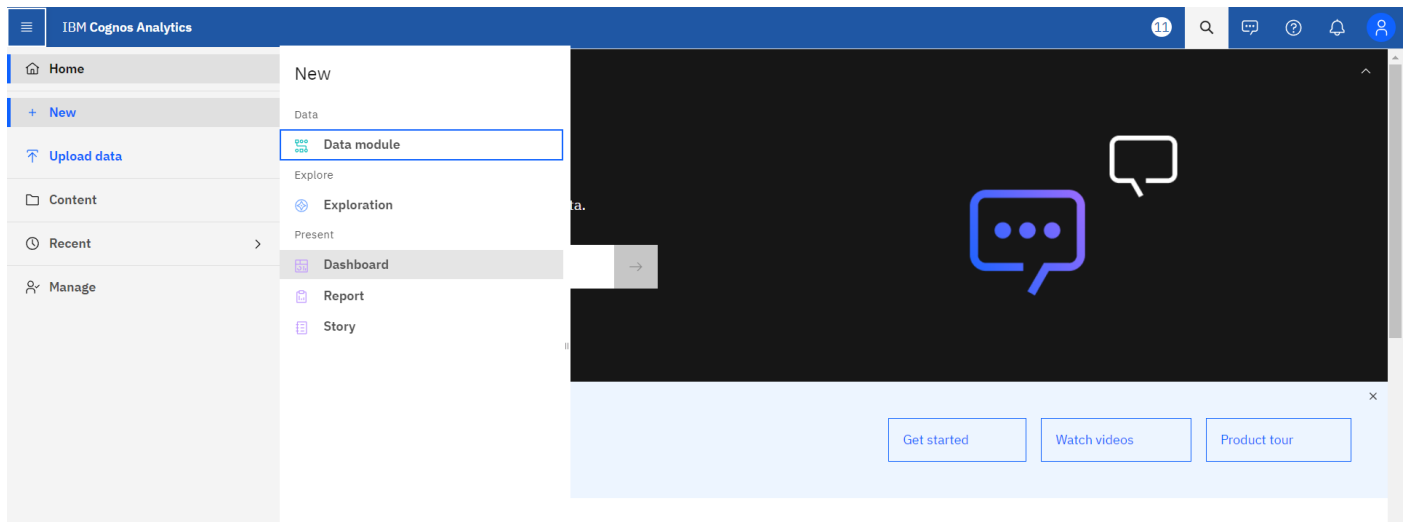 IBM Cognos Analytics
11
Home
New
Upload data
Content
Recent
Manage
New
Data
Data module
Explore
Exploration
Present
Dashboard
Report
Story
ta.
Get started
Watch videos
Product tour